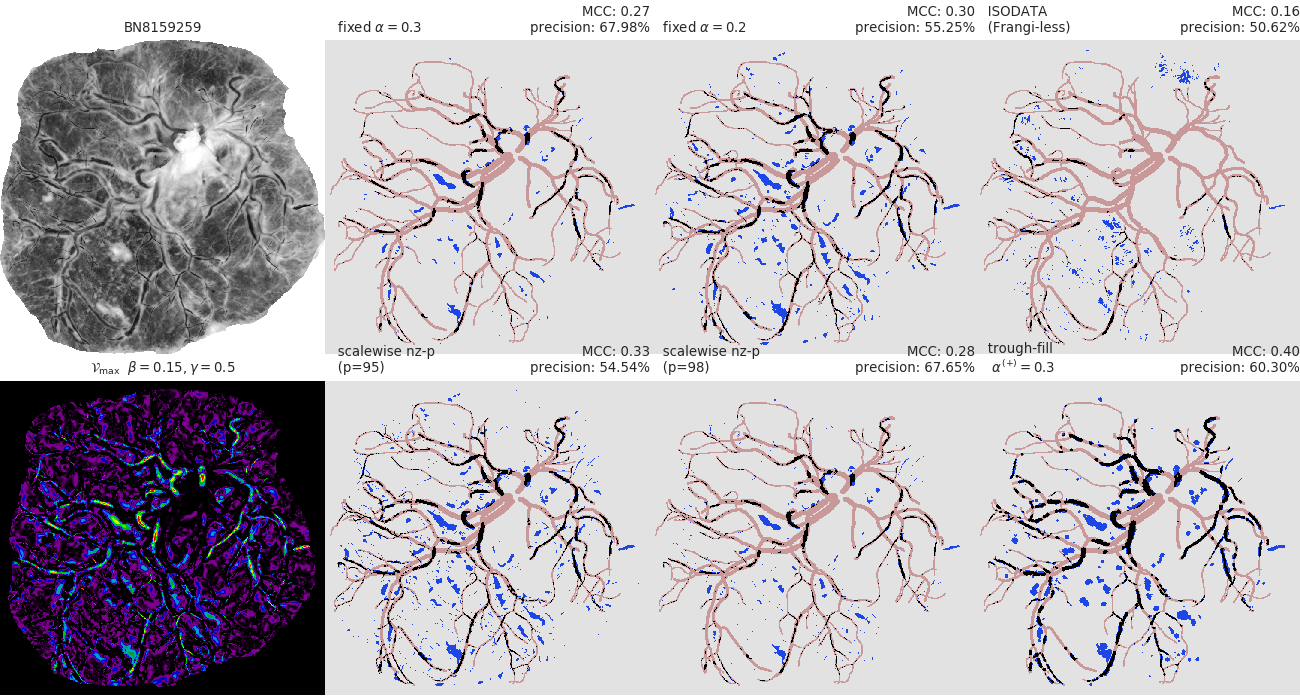 BN8159259
fixed α = 0.3
MCC: 0.27
precision: 67.98%
fixed α = 0.2
MCC: 0.30
precision: 55.25%
ISODATA
(Frangi-less)
MCC: 0.16
precision: 50.62%
𝒱max β = 0.15, γ = 0.5
scalewise nz-p
(p=95)
MCC: 0.33
precision: 54.54%
scalewise nz-p
(p=98)
MCC: 0.28
precision: 67.65%
trough-fill
α(+) = 0.3
MCC: 0.40
precision: 60.30%